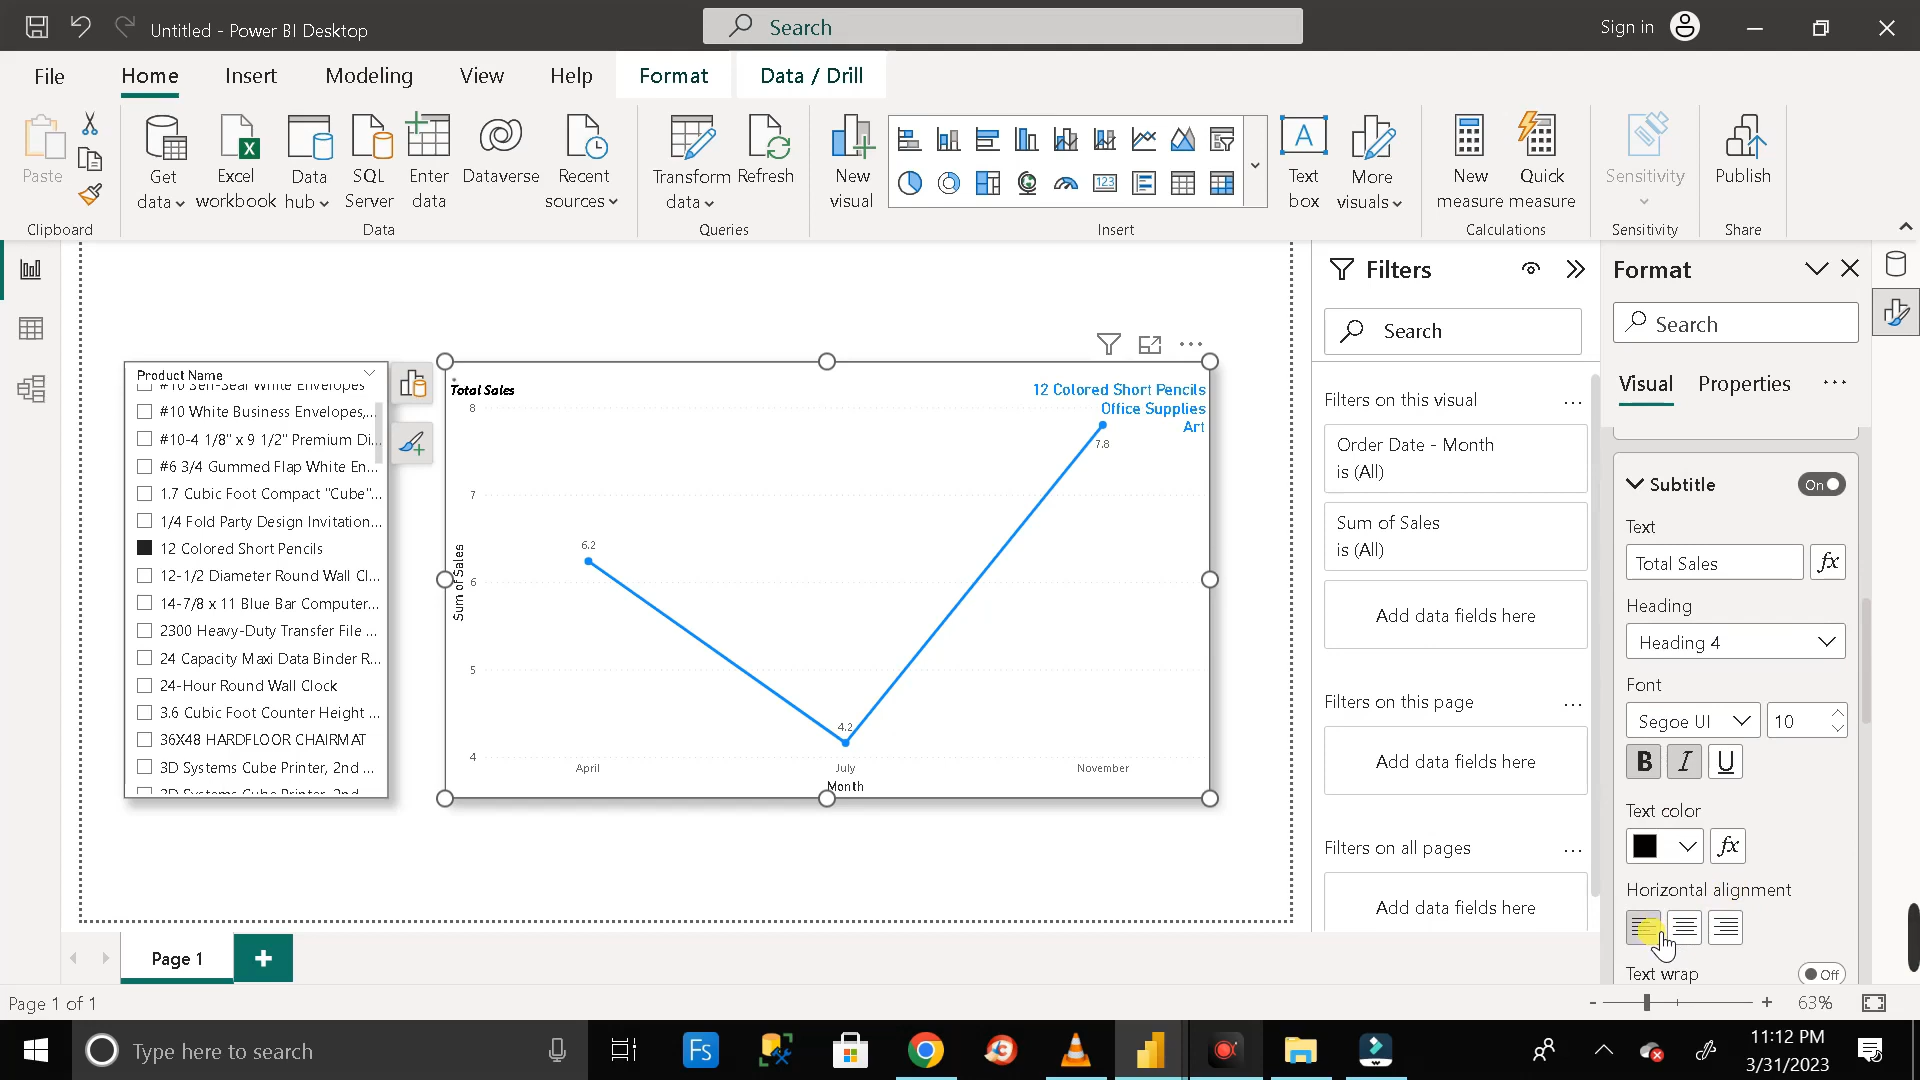 Untitled - Power BI Desktop
Search
Sign in
File
Home
Insert
Modeling
View
Help
Format
Data / Drill
Paste
Get
data
Excel
workbook
Data
hub
SQL
Server
Enter
data
Dataverse
Recent
sources
Transform
data
Refresh
New
visual
Text
box
More
visuals
New
measure
Quick
measure
Sensitivity
Publish
Clipboard
Data
Queries
Insert
Calculations
Sensitivity
Share
Product Name
#10 White Business Envelopes,...
#10-4 1/8" x 9 1/2" Premium Di...
#6 3/4 Gummed Flap White En...
1.7 Cubic Foot Compact "Cube"...
1/4 Fold Party Design Invitation...
12 Colored Short Pencils
12-1/2 Diameter Round Wall Cl...
14-7/8 x 11 Blue Bar Computer...
2300 Heavy-Duty Transfer File ...
24 Capacity Maxi Data Binder R...
24-Hour Round Wall Clock
3.6 Cubic Foot Counter Height ...
36X48 HARDFLOOR CHAIRMAT
3D Systems Cube Printer, 2nd ...
Total Sales
12 Colored Short Pencils
Office Supplies
Art
8
7
6
5
4
Sum of Sales
6.2
4.2
7.8
April
July
November
Month
Filters
Search
Filters on this visual
Order Date - Month
is (All)
Sum of Sales
is (All)
Add data fields here
Filters on this page
Add data fields here
Filters on all pages
Add data fields here
Format
Search
Visual
Properties
Subtitle
On
Text
Total Sales
fx
Heading
Heading 4
Font
Segoe UI
10
B
I
U
Text color
fx
Horizontal alignment
Text wrap
Off
Page 1
Page 1 of 1
63%
Type here to search
Fs
11:12 PM
3/31/2023